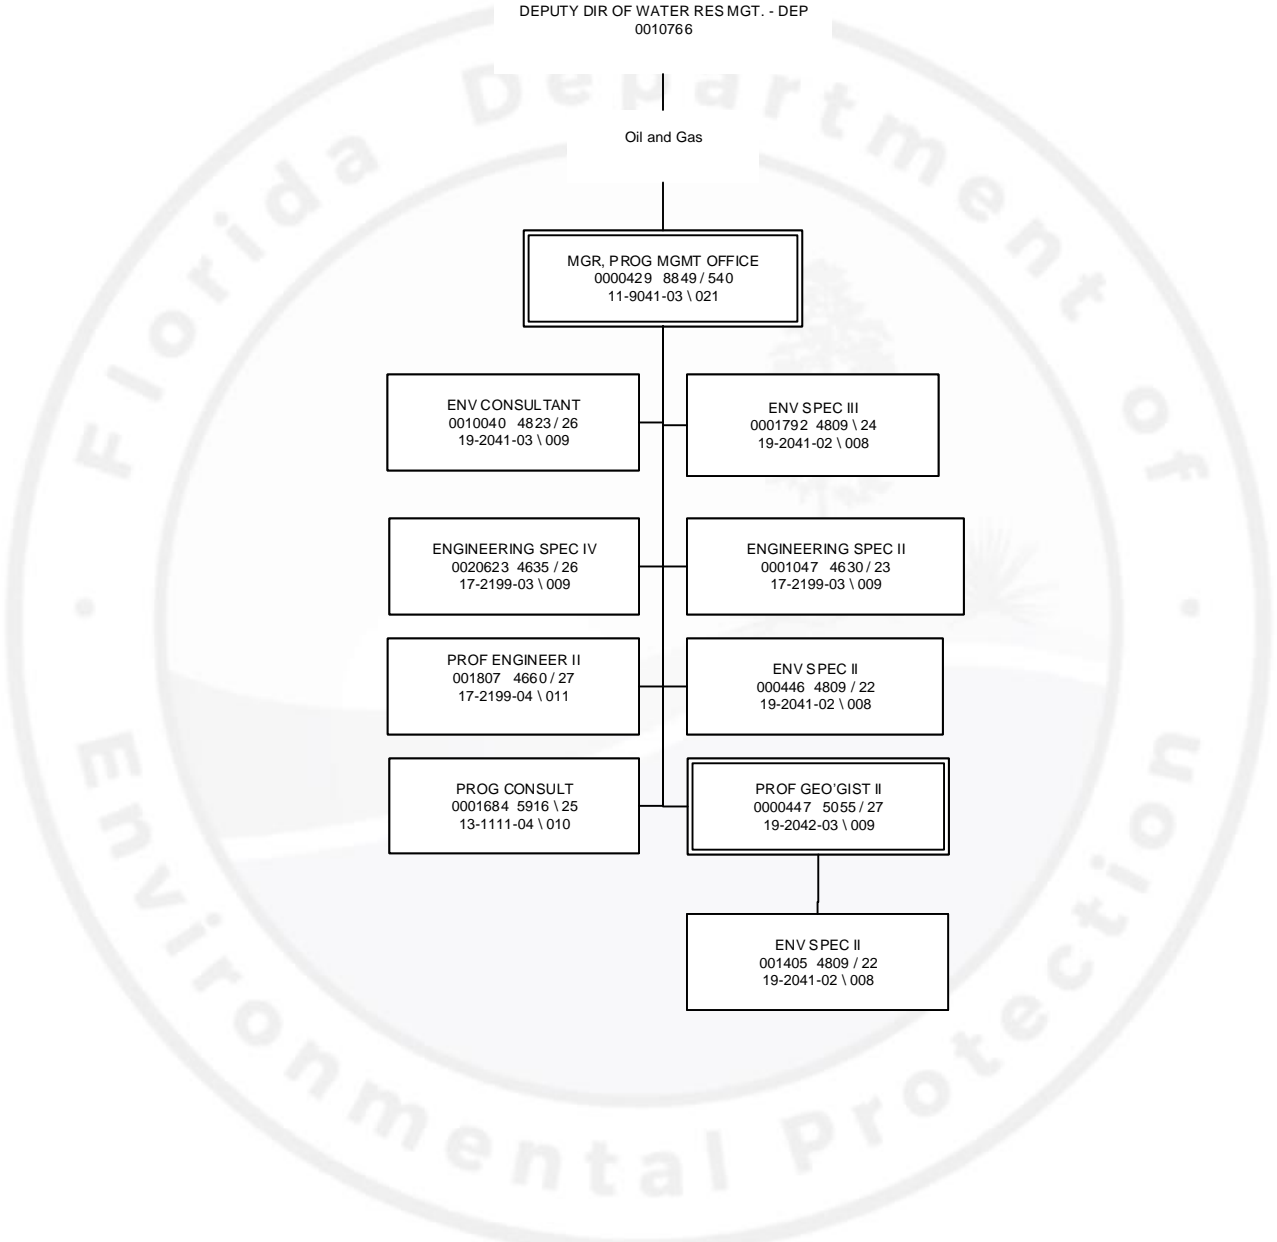 DEPUTY DIR OF WATER RES MGT. - DEP
0010766
Oil and Gas
MGR, PROG MGMT OFFICE
0000429 8849 / 540
11-9041-03 \ 021
ENV CONSULTANT
0010040 4823 / 26
19-2041-03 \ 009
ENV SPEC III
0001792 4809 \ 24
19-2041-02 \ 008
ENGINEERING SPEC IV
0020623 4635 / 26
17-2199-03 \ 009
ENGINEERING SPEC II
0001047 4630 / 23
17-2199-03 \ 009
PROF ENGINEER II
001807 4660 / 27
17-2199-04 \ 011
ENV SPEC II
000446 4809 / 22
19-2041-02 \ 008
PROG CONSULT
0001684 5916 \ 25
13-1111-04 \ 010
PROF GEO'GIST II
0000447 5055 / 27
19-2042-03 \ 009
ENV SPEC II
001405 4809 / 22
19-2041-02 \ 008
Florida Department of
Environmental Protection